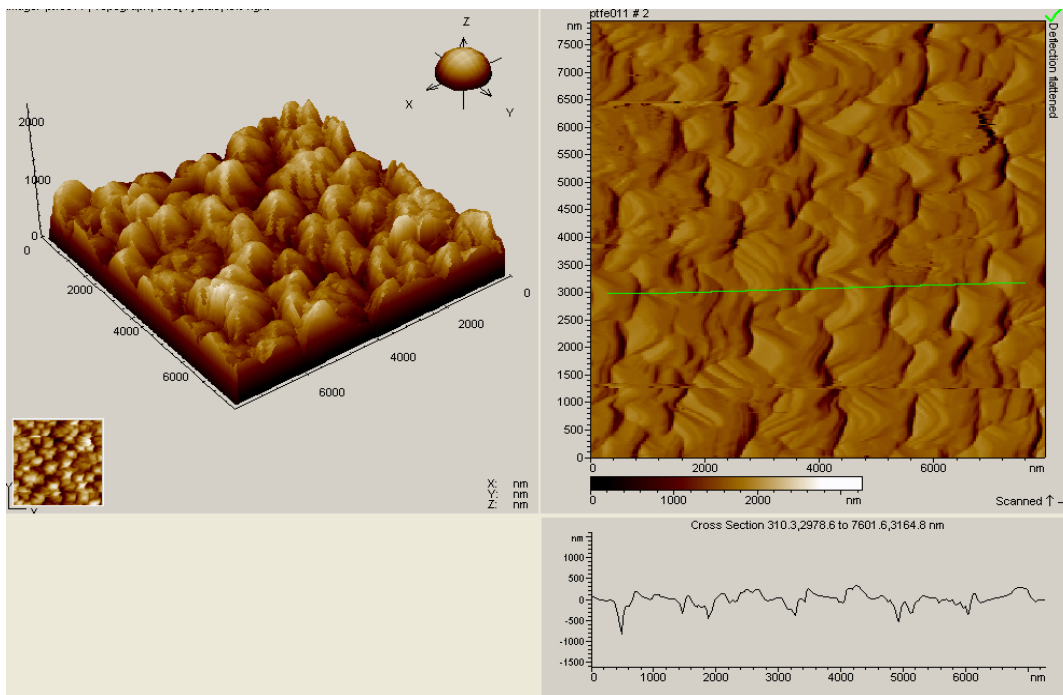 Z
X
Y
2000
1000
0
0
2000
4000
6000
0
2000
4000
6000
X: nm
Y: nm
Z: nm
ptfe011 # 2
nm
7500
7000
6500
6000
5500
5000
4500
4000
3500
3000
2500
2000
1500
1000
500
0
0 2000 4000 6000 nm
Deflection flattened
0 1000 2000 nm
Scanned ↑
Cross Section 310.3,2978.6 to 7601.6,3164.8 nm
nm
1000
500
0
-500
-1000
-1500
0 1000 2000 3000 4000 5000 6000 nm